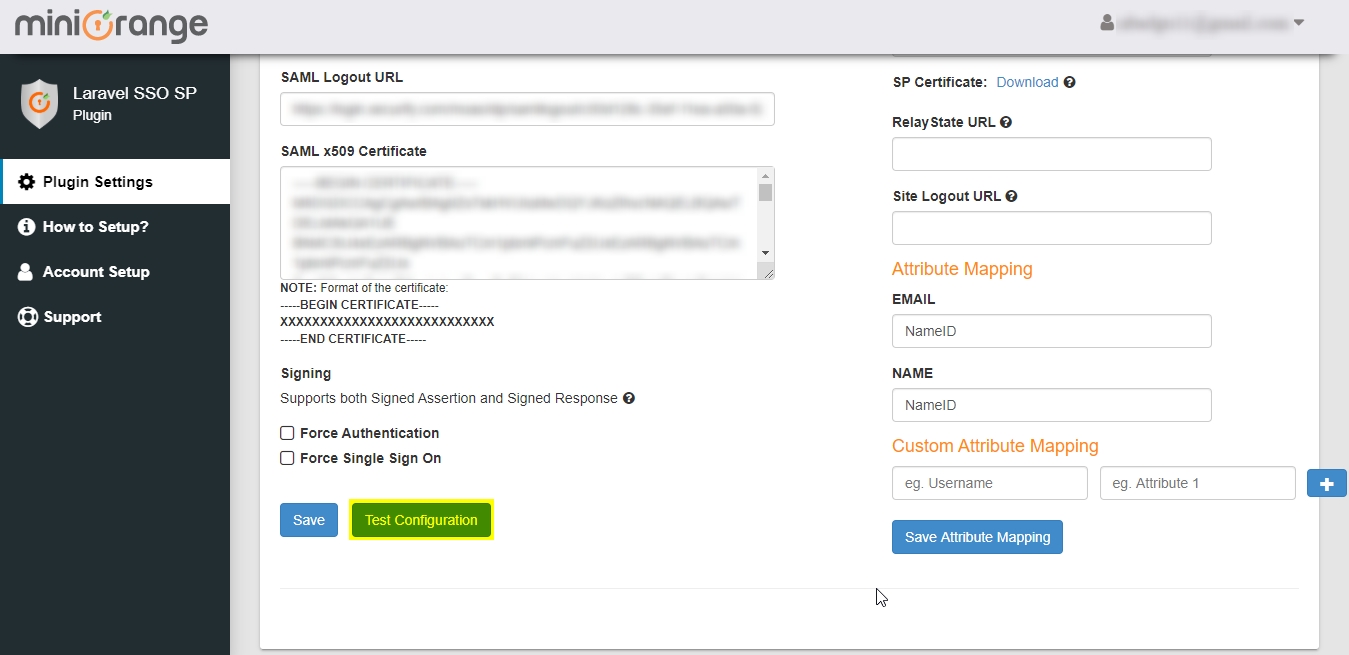 miniOrange
Laravel SSO SP
Plugin
Plugin Settings
How to Setup?
Account Setup
Support
SAML Logout URL
SAML x509 Certificate
NOTE: Format of the certificate:
-----BEGIN CERTIFICATE-----
XXXXXXXXXXXXXXXXXXXXXXXXXXX
-----END CERTIFICATE-----
Signing
Supports both Signed Assertion and Signed Response
Force Authentication
Force Single Sign On
Save
Test Configuration
SP Certificate: Download
RelayState URL
Site Logout URL
Attribute Mapping
EMAIL
NameID
NAME
NameID
Custom Attribute Mapping
eg. Username
eg. Attribute 1
Save Attribute Mapping